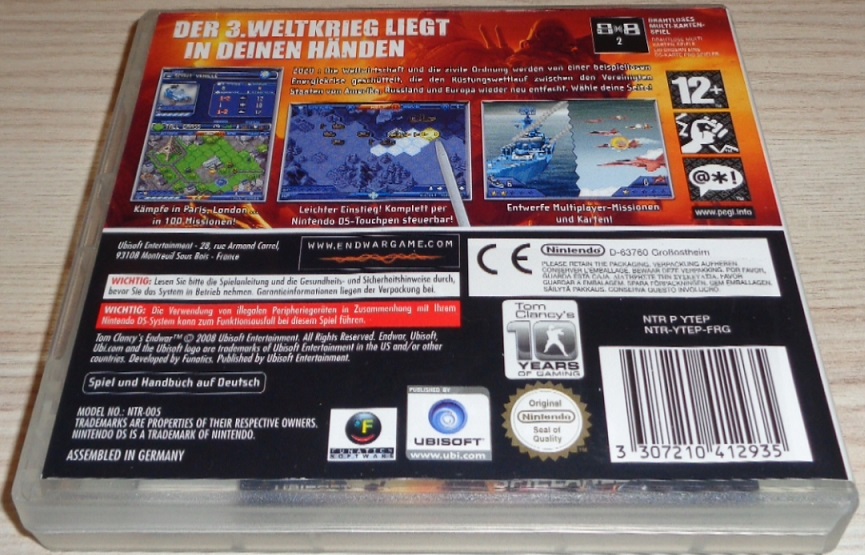 DER 3.WELTKRIEG LIEGT
IN DEINEN HÄNDEN
2
DRAHTLOSES
MULTI-KARTEN-
SPIEL
2020 : Die Weltwirtschaft und die zivile Ordnung werden von einer beispiellosen
Energiekrise geschüttelt, die den Rüstungswettlauf zwischen den Vereinigten
Staaten von Amerika, Russland und Europa wieder neu entfacht. Wähle deine Seite!
12+
@*!
www.pegi.info
Kämpfe in Paris, London...
in 100 Missionen!
Leichter Einstieg! Komplett per
Nintendo DS-Touchpen steuerbar!
Entwerfe Multiplayer-Missionen
und Karten!
Ubisoft Entertainment - 28, rue Armand Carrel,
93108 Montreuil Sous Bois - France
WWW.ENDWARGAME.COM
CE
Nintendo D-63760 Großostheim
PLEASE RETAIN THE PACKAGING. VERPACKUNG AUFHEBEN.
CONSERVER L'EMBALLAGE. BEWAAR DEZE VERPAKKING. POR FAVOR,
GUARDA ESTA CAJA.
GUARDAR A EMBALAGEM. SPARA FÖRPACKNINGEN. GEM EMBALLAGEN.
SÄILYTÄ PAKKAUS. CONSERVA QUESTO INVOLUCRO.
WICHTIG: Lesen Sie bitte die Spielanleitung und die Gesundheits- und Sicherheitshinweise durch,
bevor Sie das System in Betrieb nehmen. Garantieinformationen liegen der Verpackung bei.
WICHTIG: Die Verwendung von illegalen Peripheriegeräten in Zusammenhang mit Ihrem
Nintendo DS-System kann zum Funktionsausfall bei diesem Spiel führen.
Tom Clancy's Endwar™ © 2008 Ubisoft Entertainment. All Rights Reserved. Endwar, Ubisoft,
Ubi.com and the Ubisoft logo are trademarks of Ubisoft Entertainment in the US and/or other
countries. Developed by Funatics. Published by Ubisoft Entertainment.
Tom
Clancy's
10
YEARS
OF GAMING
NTR P YTEP
NTR-YTEP-FRG
Spiel und Handbuch auf Deutsch
MODEL NO.: NTR-005
TRADEMARKS ARE PROPERTIES OF THEIR RESPECTIVE OWNERS.
NINTENDO DS IS A TRADEMARK OF NINTENDO.
ASSEMBLED IN GERMANY
F
FUNATICS
SOFTWARE
PUBLISHED BY
UBISOFT
www.ubi.com
Original
Nintendo
Seal of
Quality
3 307210 412935